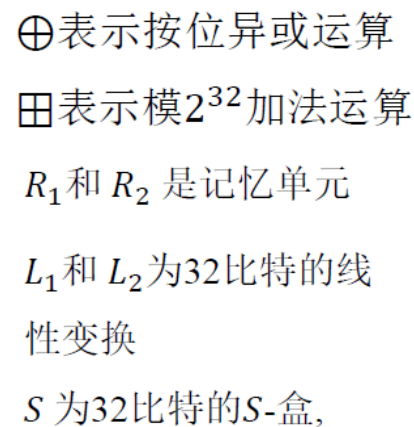 ⊕表示按位异或运算
⊞表示模2³²加法运算
R₁和 R₂ 是记忆单元
L₁和 L₂为32比特的线
性变换
S 为32比特的S-盒,